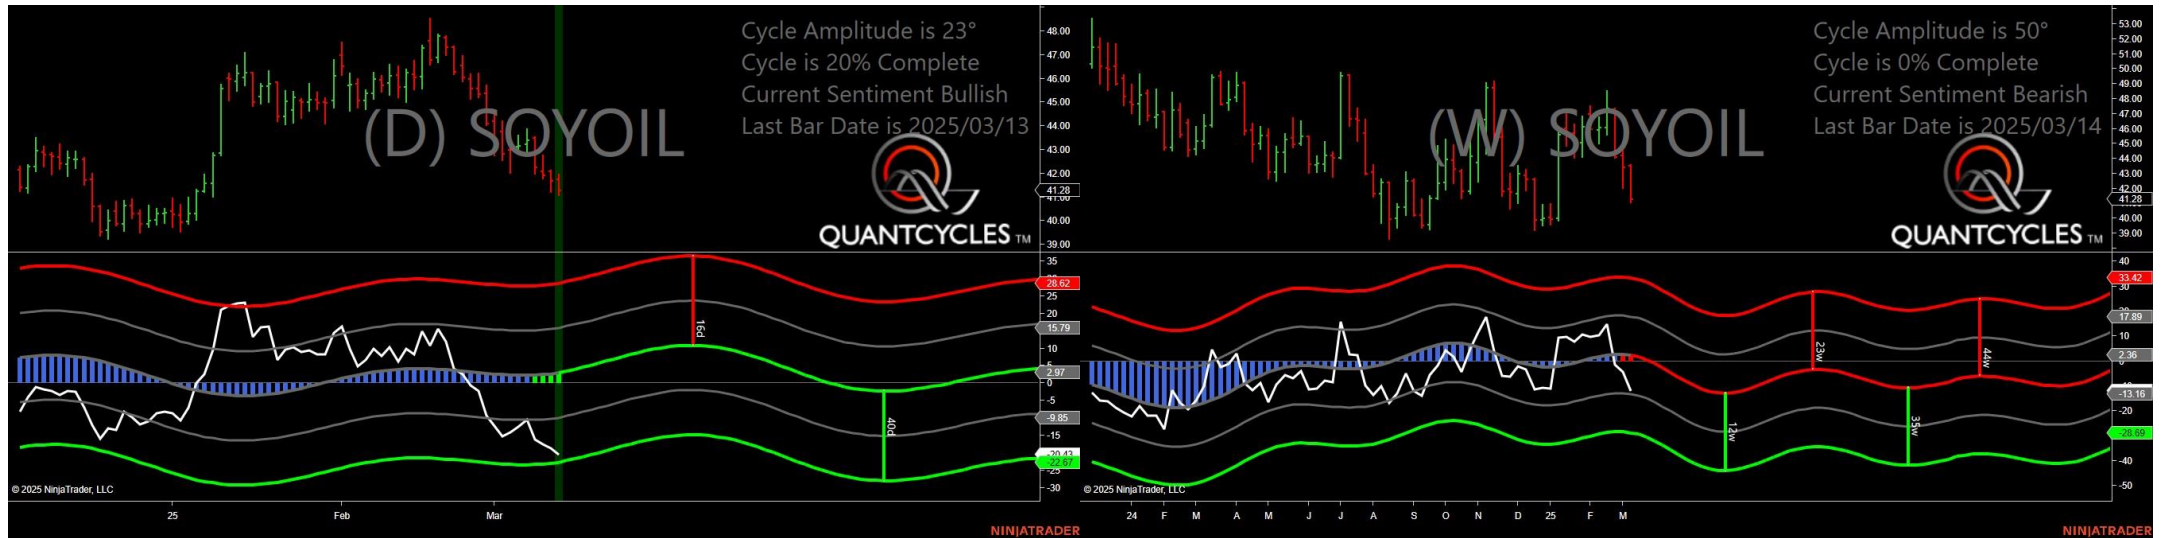 Cycle Amplitude is 23°
Cycle is 20% Complete
Current Sentiment Bullish
Last Bar Date is 2025/03/13
(D) SOYOIL
QUANTCYCLES TM
48.00
47.00
46.00
45.00
44.00
43.00
42.00
41.28
41.00
40.00
39.00
35
28.62
25
20
15.79
10
5
2.97
0
-5
-9.85
-15
-20.43
-22.67
-25
-30
16d
40d
© 2025 NinjaTrader, LLC
25 Feb Mar
NINJATRADER
Cycle Amplitude is 50°
Cycle is 0% Complete
Current Sentiment Bearish
Last Bar Date is 2025/03/14
(W) SOYOIL
QUANTCYCLES TM
53.00
52.00
51.00
50.00
49.00
48.00
47.00
46.00
45.00
44.00
43.00
42.00
41.28
40.00
39.00
40
33.42
30
17.89
10
2.36
-13.16
-20
-28.69
-40
-50
12w
23w
35w
44w
© 2025 NinjaTrader, LLC
24 F M A M J J A S O N D 25 F M
NINJATRADER